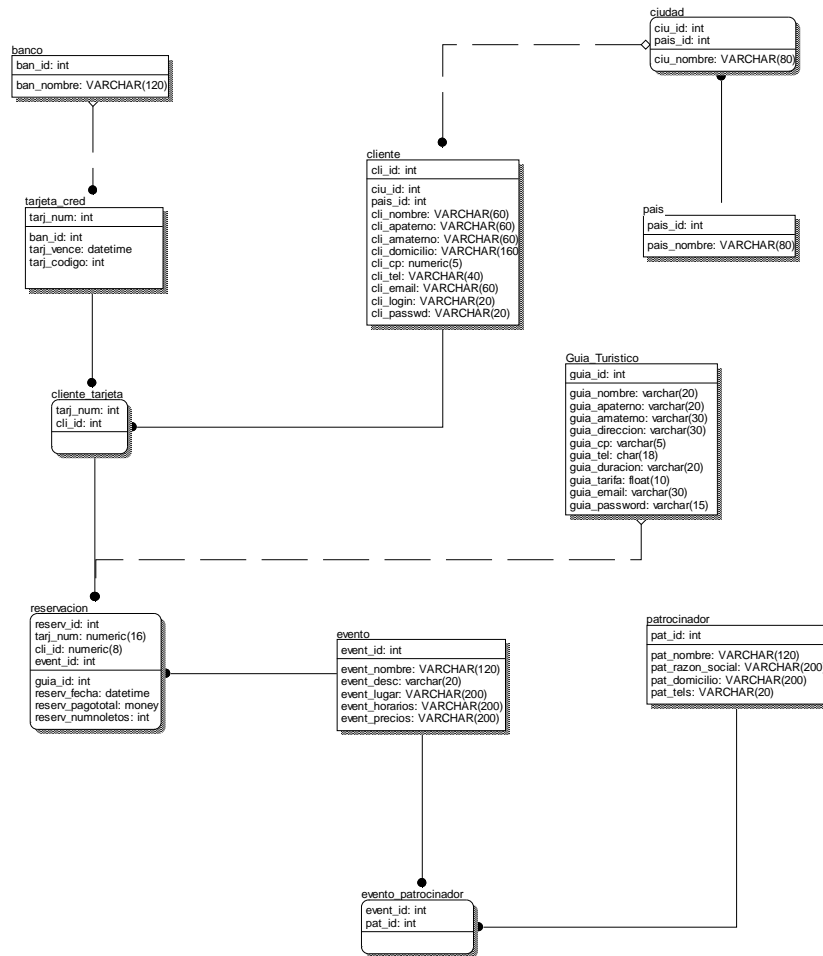 ciudad
ciu_id: int
pais_id: int
ciu_nombre: VARCHAR(80)
banco
ban_id: int
ban_nombre: VARCHAR(120)
cliente
cli_id: int
ciu_id: int
pais_id: int
cli_nombre: VARCHAR(60)
cli_apaterno: VARCHAR(60)
cli_amaterno: VARCHAR(60)
cli_domicilio: VARCHAR(160
cli_cp: numeric(5)
cli_tel: VARCHAR(40)
cli_email: VARCHAR(60)
cli_login: VARCHAR(20)
cli_passwd: VARCHAR(20)
tarjeta_cred
tarj_num: int
ban_id: int
tarj_vence: datetime
tarj_codigo: int
pais
pais_id: int
pais_nombre: VARCHAR(80)
Guia_Turistico
guia_id: int
guia_nombre: varchar(20)
guia_apaterno: varchar(20)
guia_amaterno: varchar(30)
guia_direccion: varchar(30)
guia_cp: varchar(5)
guia_tel: char(18)
guia_duracion: varchar(20)
guia_tarifa: float(10)
guia_email: varchar(30)
guia_password: varchar(15)
cliente_tarjeta
tarj_num: int
cli_id: int
reservacion
reserv_id: int
tarj_num: numeric(16)
cli_id: numeric(8)
event_id: int
guia_id: int
reserv_fecha: datetime
reserv_pagototal: money
reserv_numnoletos: int
evento
event_id: int
event_nombre: VARCHAR(120)
event_desc: varchar(20)
event_lugar: VARCHAR(200)
event_horarios: VARCHAR(200)
event_precios: VARCHAR(200)
patrocinador
pat_id: int
pat_nombre: VARCHAR(120)
pat_razon_social: VARCHAR(200)
pat_domicilio: VARCHAR(200)
pat_tels: VARCHAR(20)
evento_patrocinador
event_id: int
pat_id: int